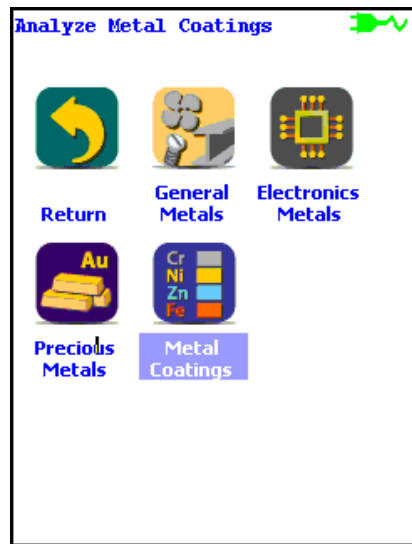 Analyze Metal Coatings
Return
General
Metals
Electronics
Metals
Au
Precious
Metals
Cr
Ni
Zn
Fe
Metal
Coatings